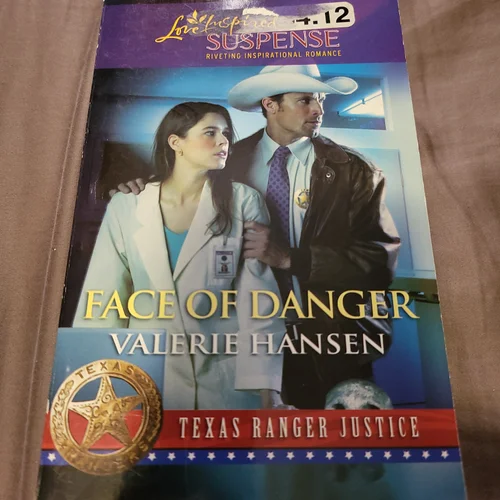 Love Inspired
4.12
SUSPENSE
RIVETING INSPIRATIONAL ROMANCE
FACE OF DANGER
VALERIE HANSEN
TEXAS
TEXAS RANGER JUSTICE